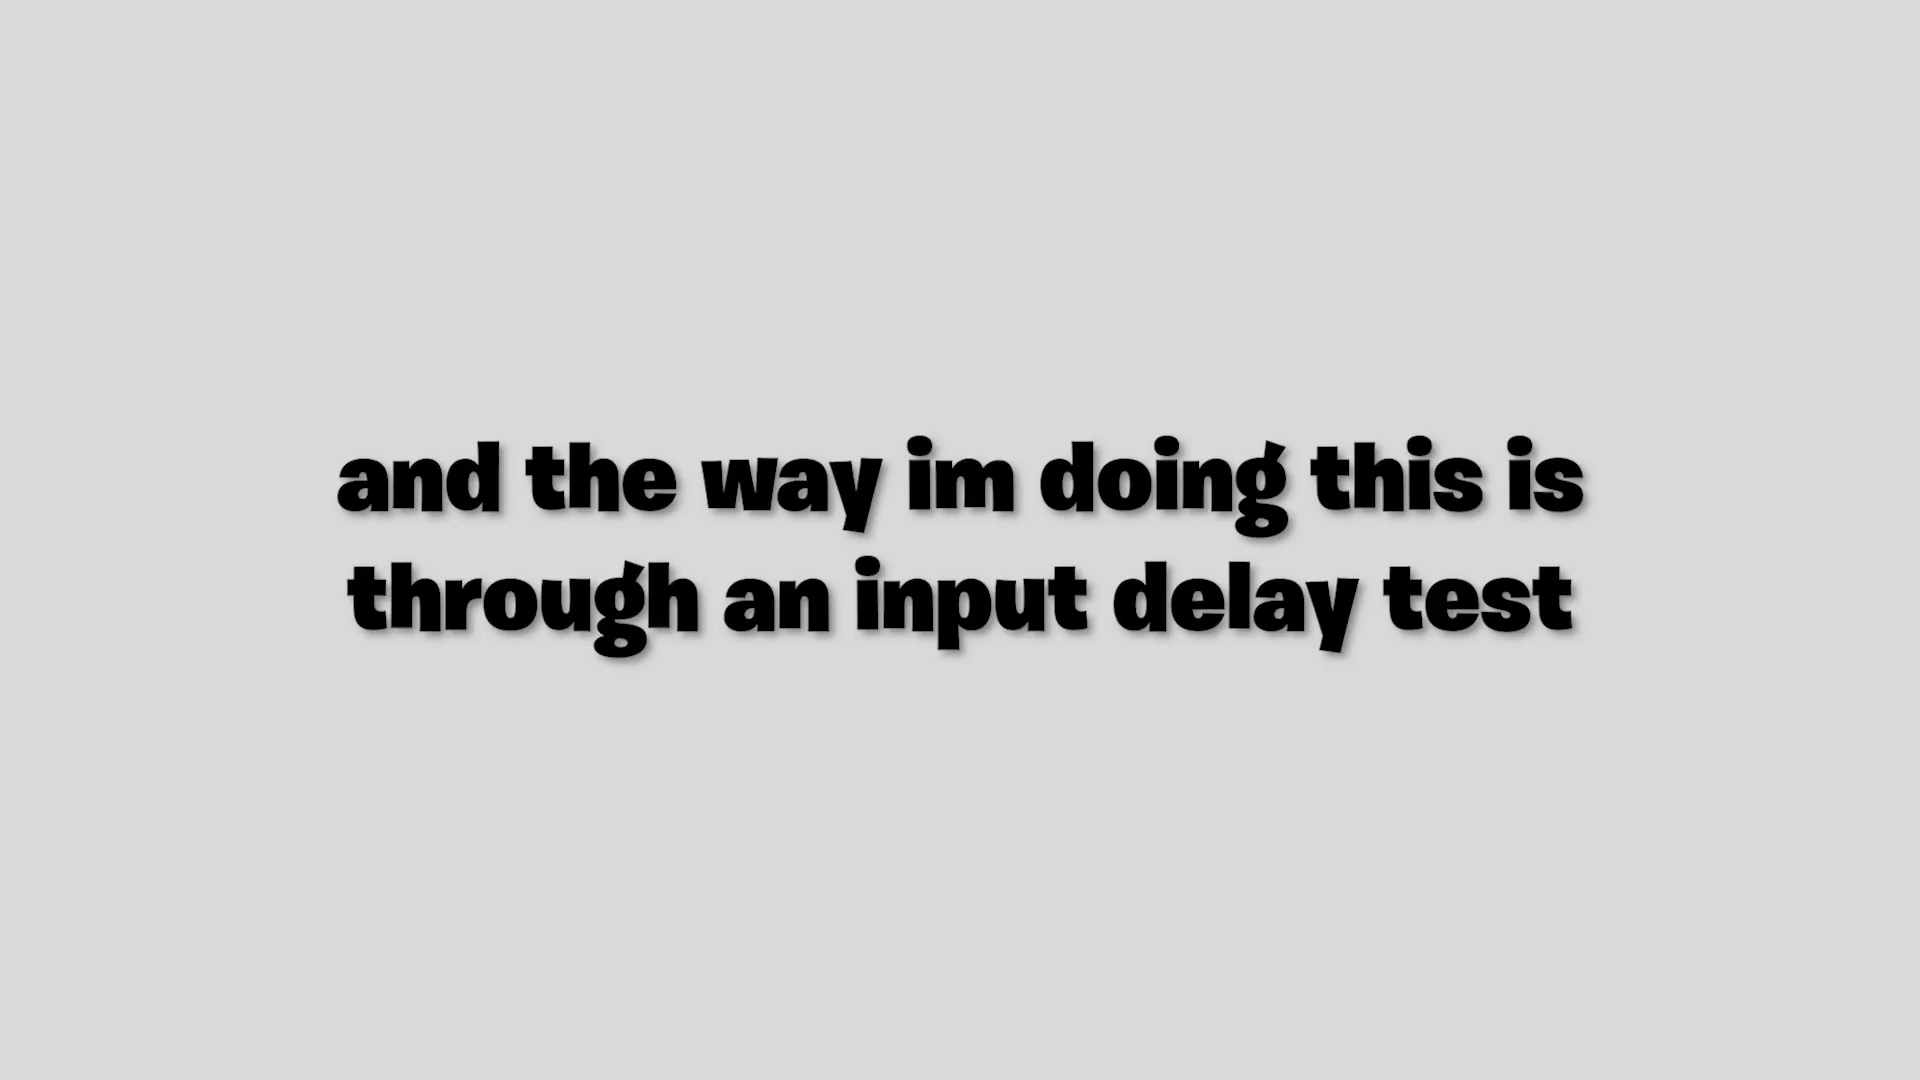 and the way im doing this is
through an input delay test